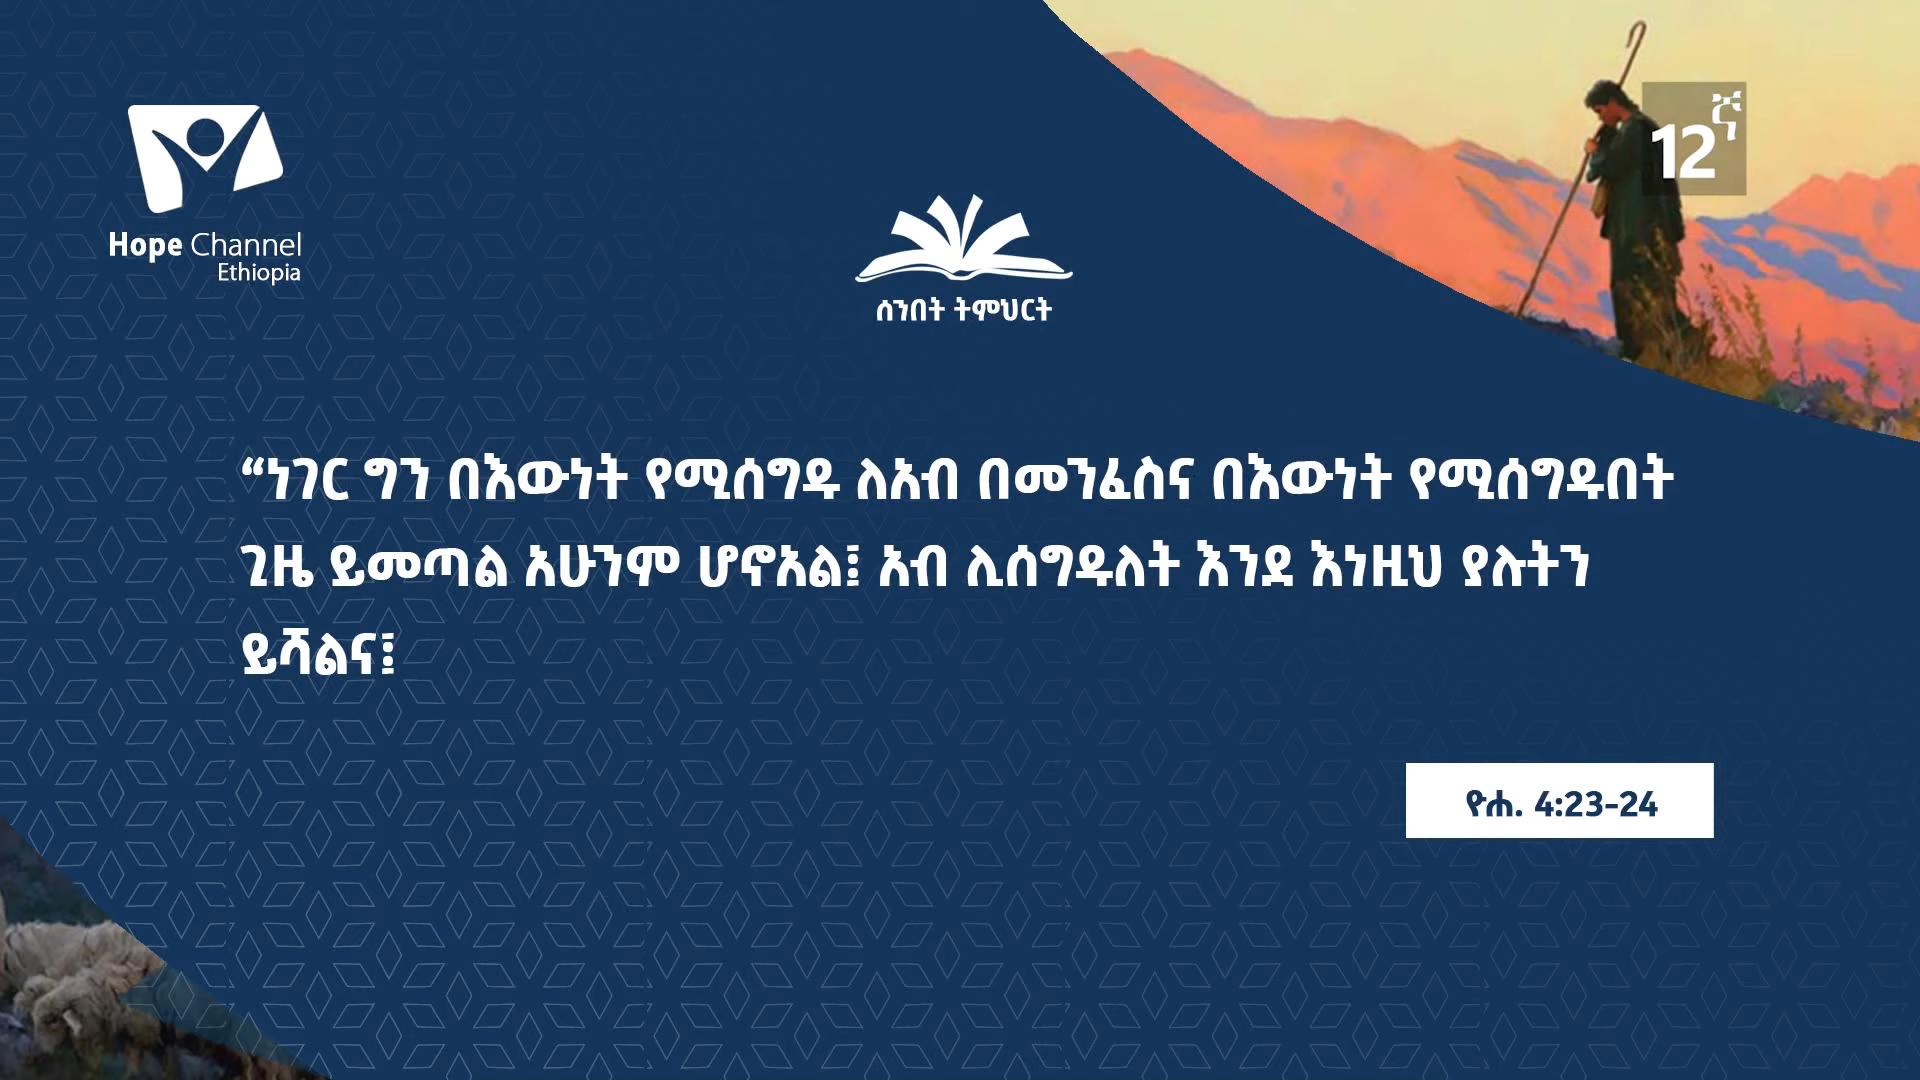 Hope Channel
Ethiopia
12ኛ
ሰንበት ትምህርት
“ነገር ግን በእውነት የሚሰግዱ ለአብ በመንፈስና በእውነት የሚሰግዱበት
ጊዜ ይመጣል አሁንም ሆኖአል፤ አብ ሊሰግዱለት እንደ እነዚህ ያሉትን
ይሻልና፤
ዮሐ. 4:23-24